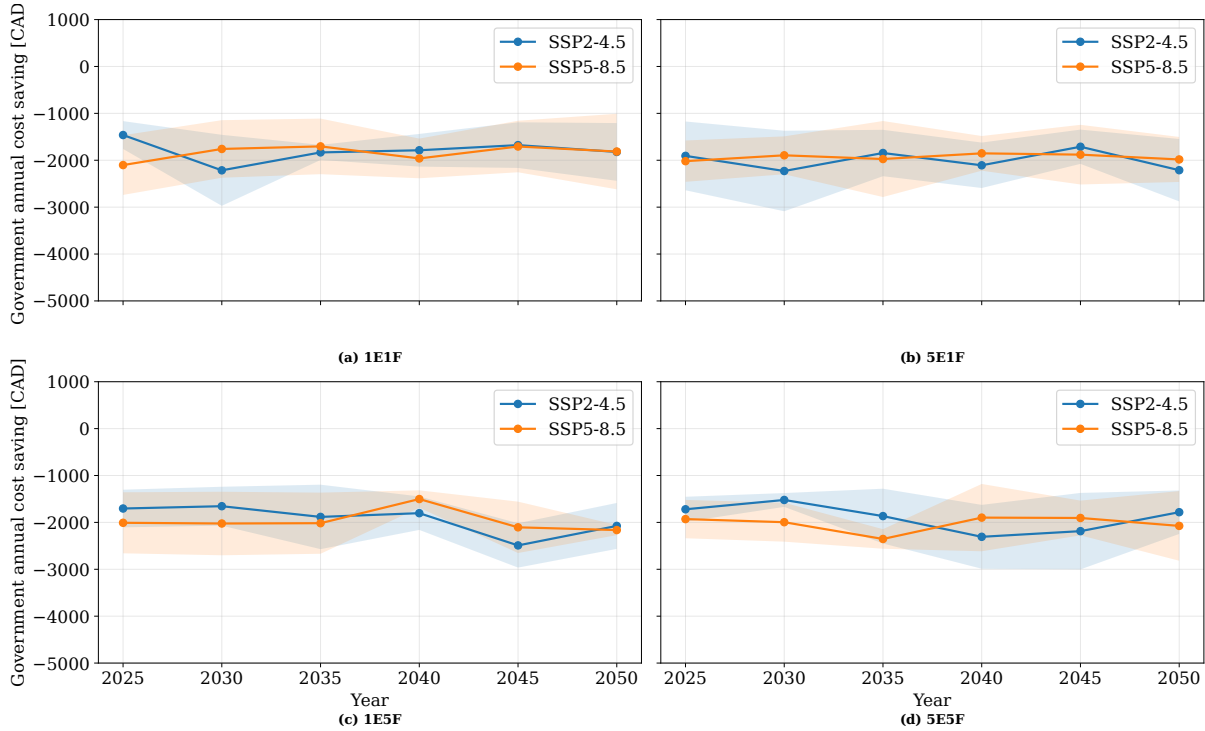 Government annual cost saving [CAD
1000
0
−1000
−2000
−3000
−4000
−5000
SSP2-4.5
SSP5-8.5
(a) 1E1F
SSP2-4.5
SSP5-8.5
(b) 5E1F
Government annual cost saving [CAD]
1000
0
−1000
−2000
−3000
−4000
−5000
SSP2-4.5
SSP5-8.5
2025 2030 2035 2040 2045 2050
Year
(c) 1E5F
SSP2-4.5
SSP5-8.5
2025 2030 2035 2040 2045 2050
Year
(d) 5E5F